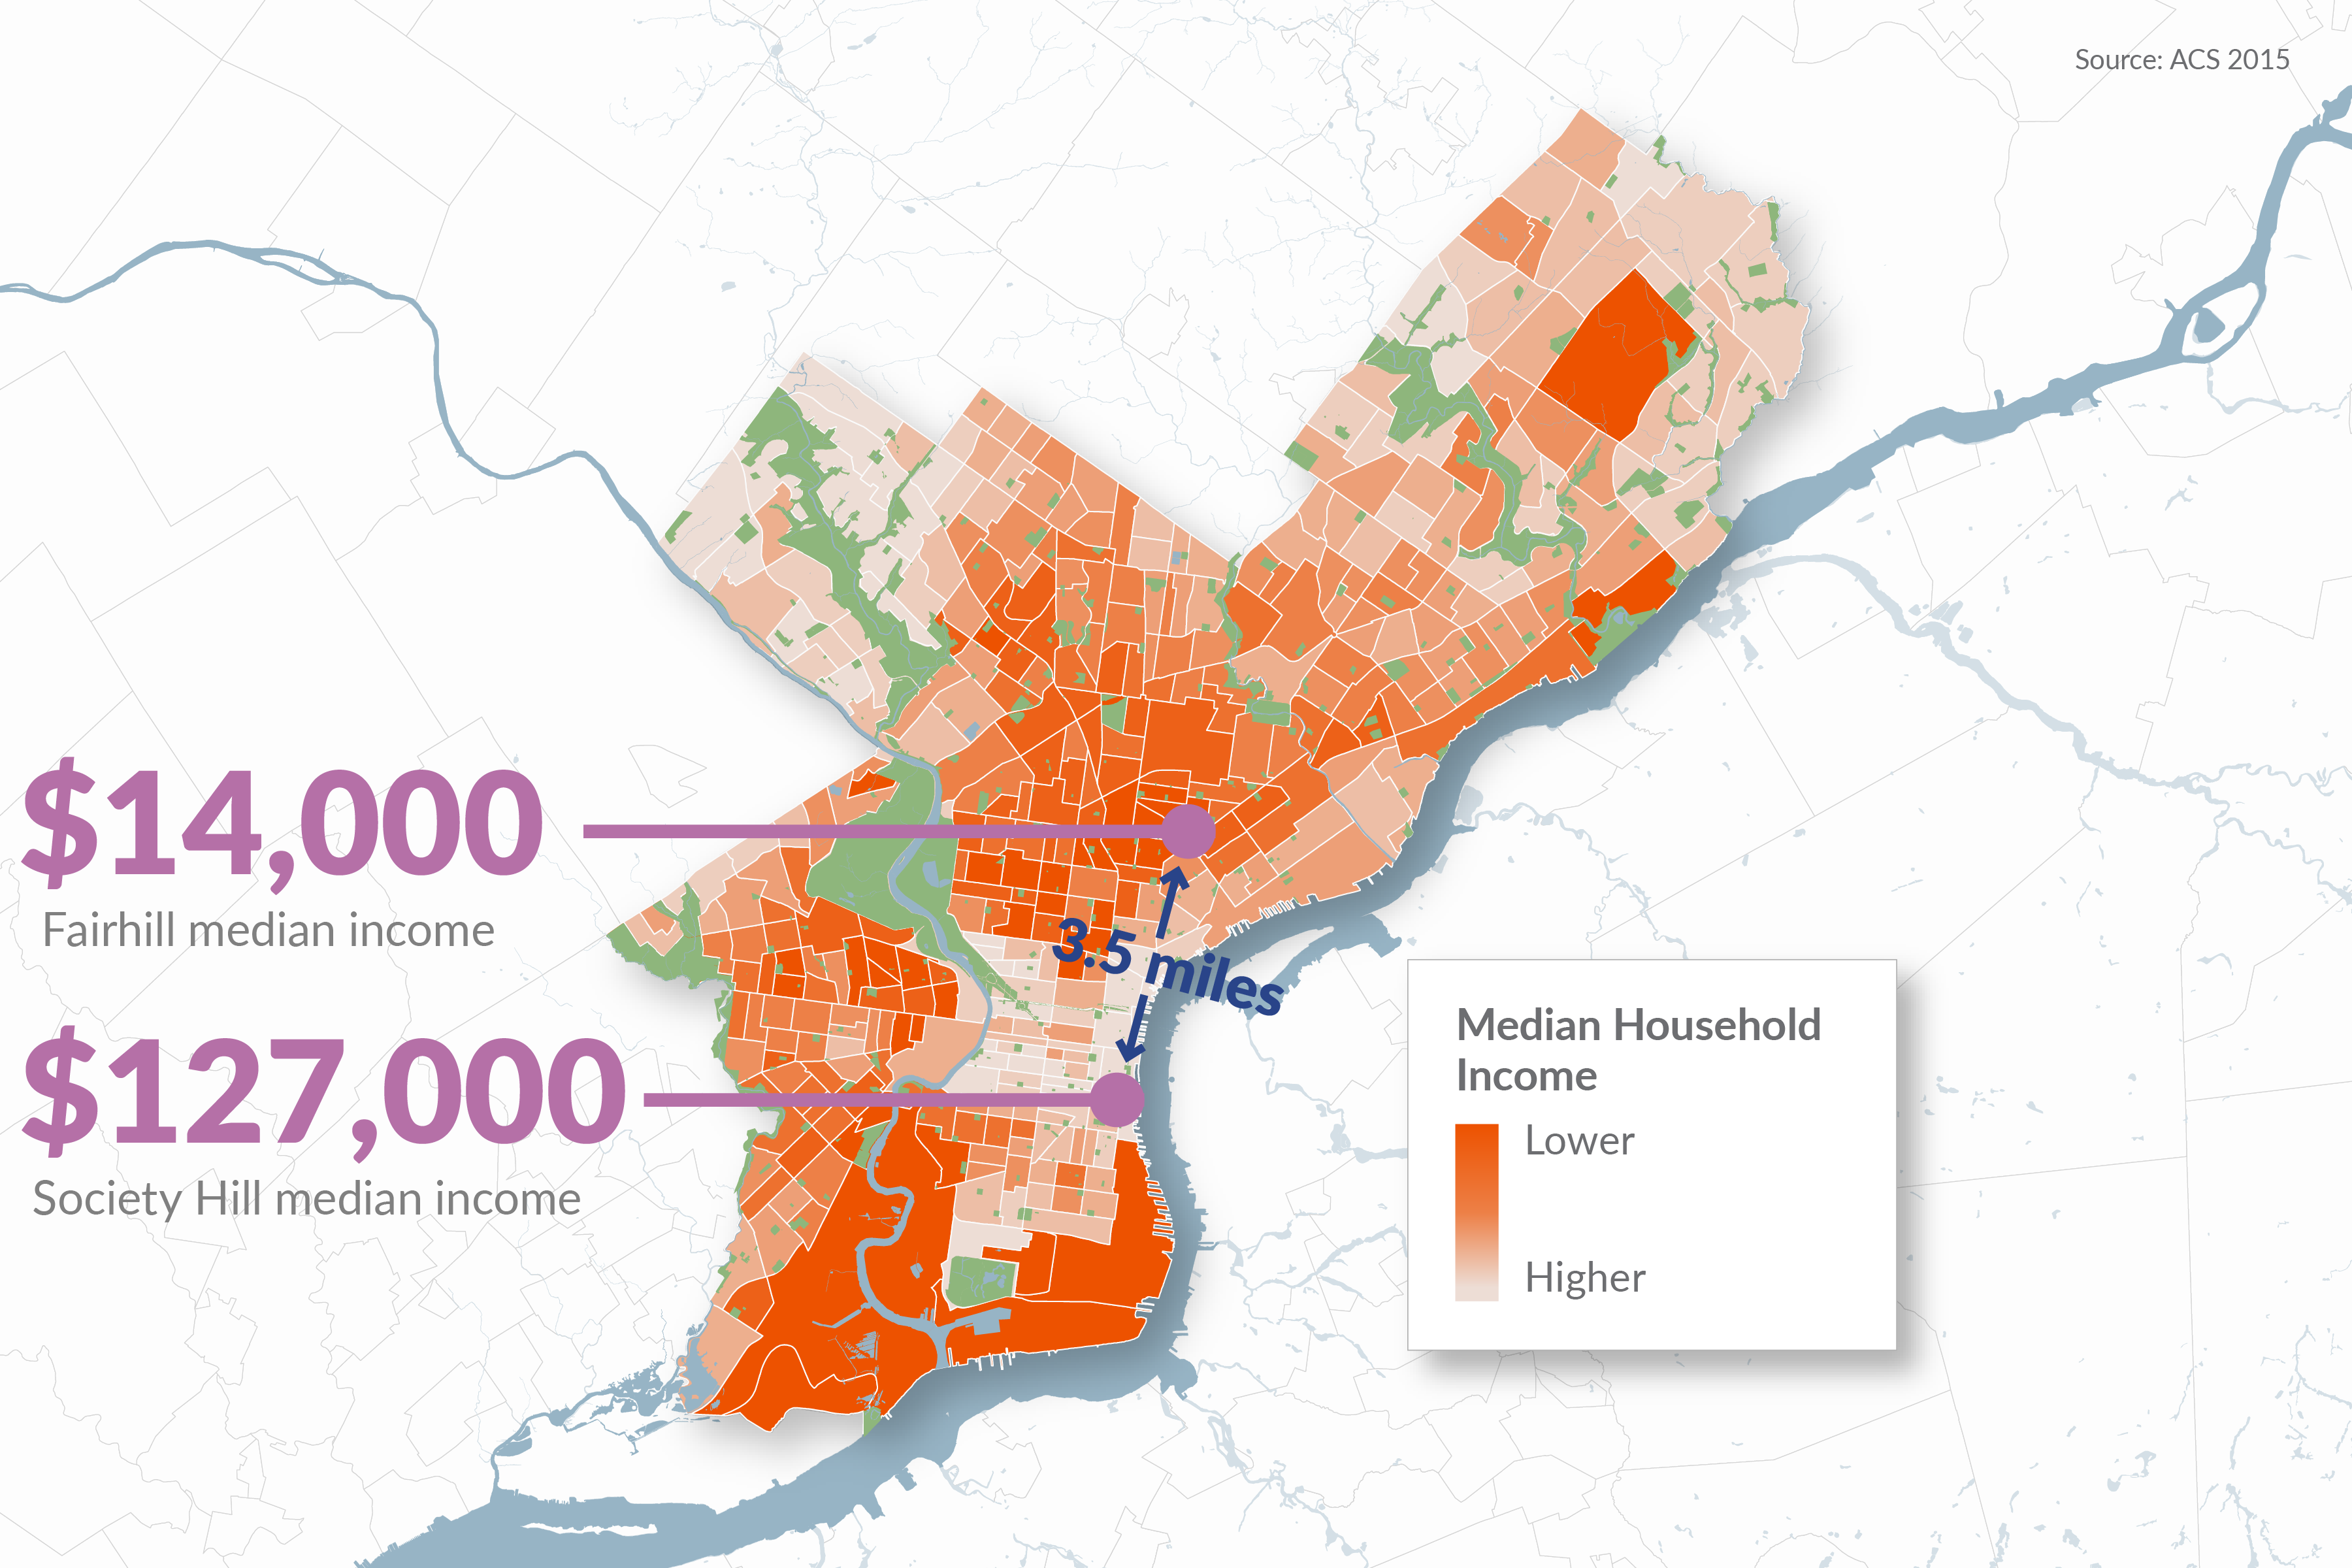 Source: ACS 2015
$14,000
Fairhill median income
3.5 miles
$127,000
Society Hill median income
Median Household
Income
Lower
Higher